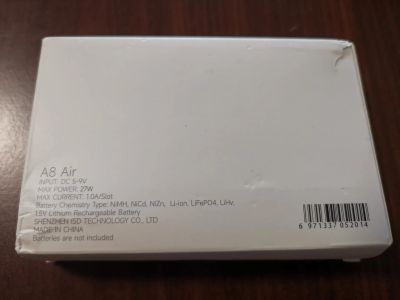 A8 Air
INPUT: DC 5-9V
MAX POWER: 27W
MAX CURRENT: 1.0A/Slot
Battery Chemistry Type: NiMH, NiCd, NiZn, Li-ion, LiFePO4, LiHv,
1.5V Lithium Rechargeable Battery
SHENZHEN ISD TECHNOLOGY CO., LTD
MADE IN CHINA
Batteries are not included
6 971337 052014